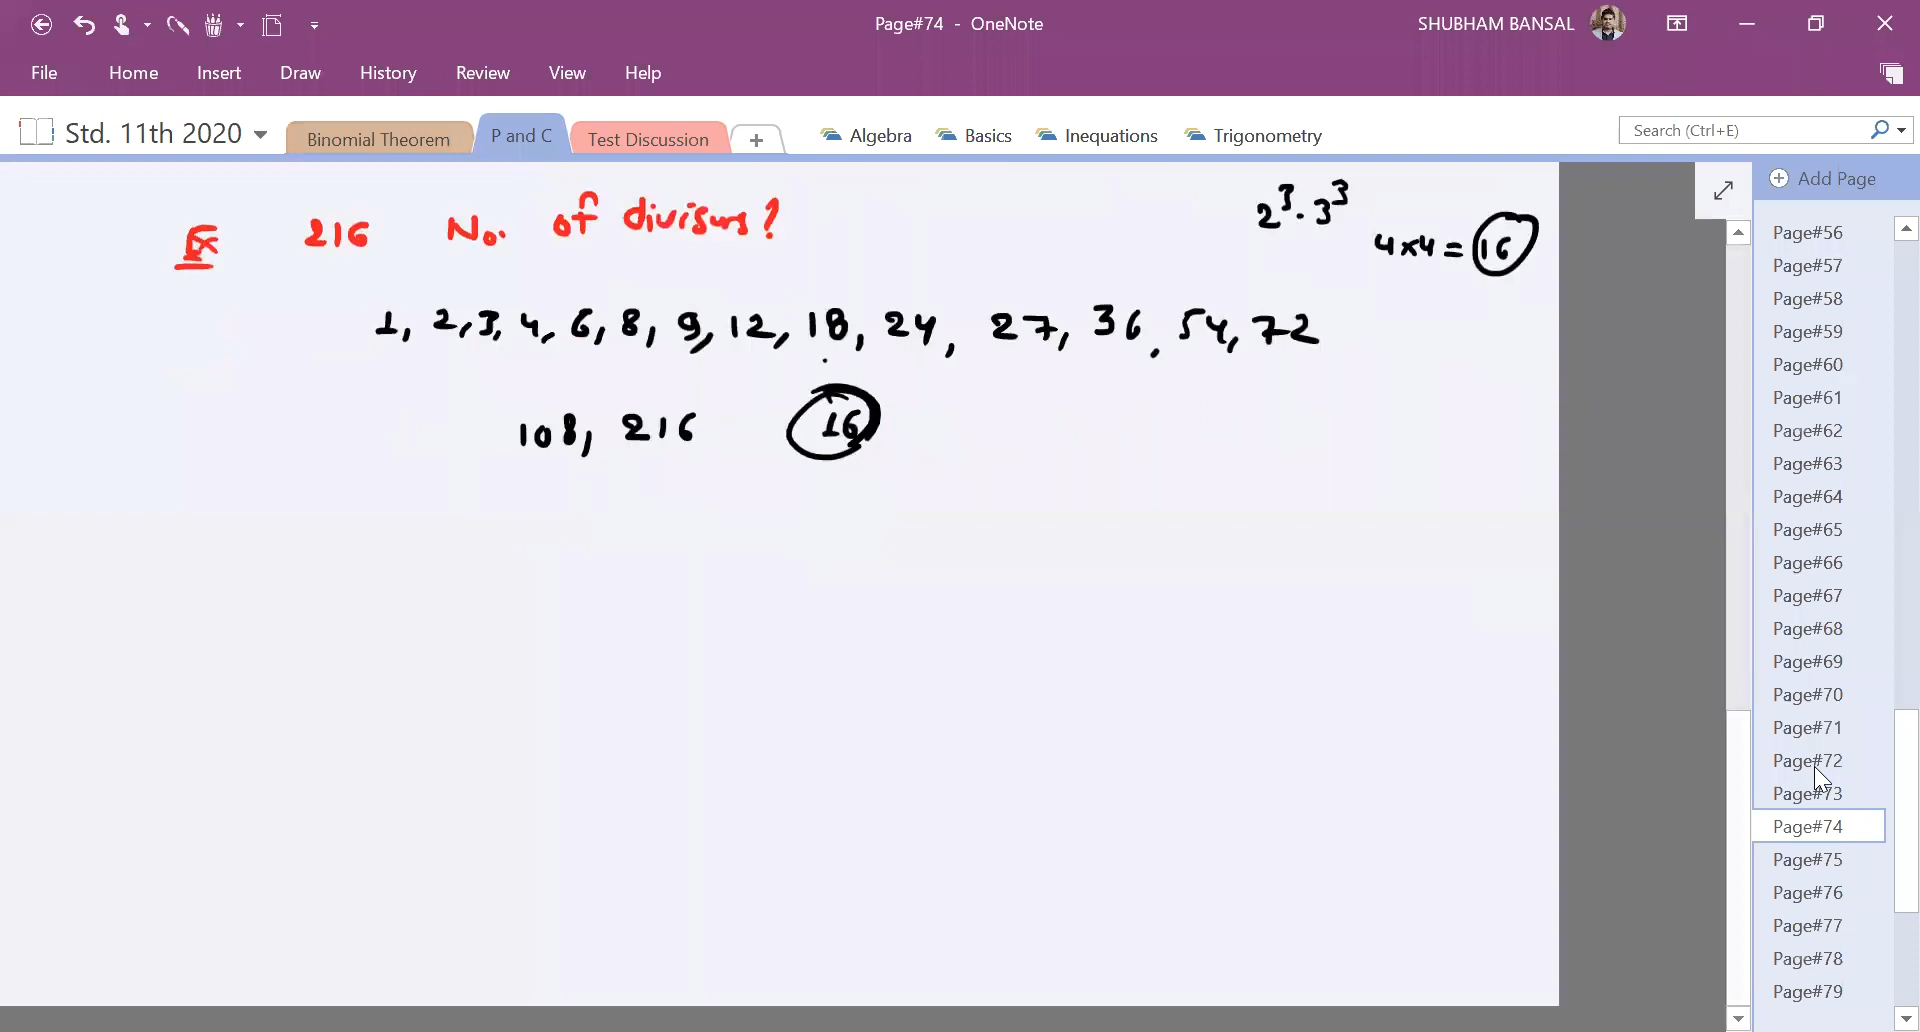 Page#74 - OneNote
SHUBHAM BANSAL
File Home Insert Draw History Review View Help
Std. 11th 2020
Binomial Theorem
P and C
Test Discussion
+
Algebra
Basics
Inequations
Trigonometry
Search (Ctrl+E)
Add Page
Ex 216 No. of divisors?
2³·3³
4×4=16
1, 2, 3, 4, 6, 8, 9, 12, 18, 24, 27, 36, 54, 72
108, 216 16
Page#56
Page#57
Page#58
Page#59
Page#60
Page#61
Page#62
Page#63
Page#64
Page#65
Page#66
Page#67
Page#68
Page#69
Page#70
Page#71
Page#72
Page#73
Page#74
Page#75
Page#76
Page#77
Page#78
Page#79